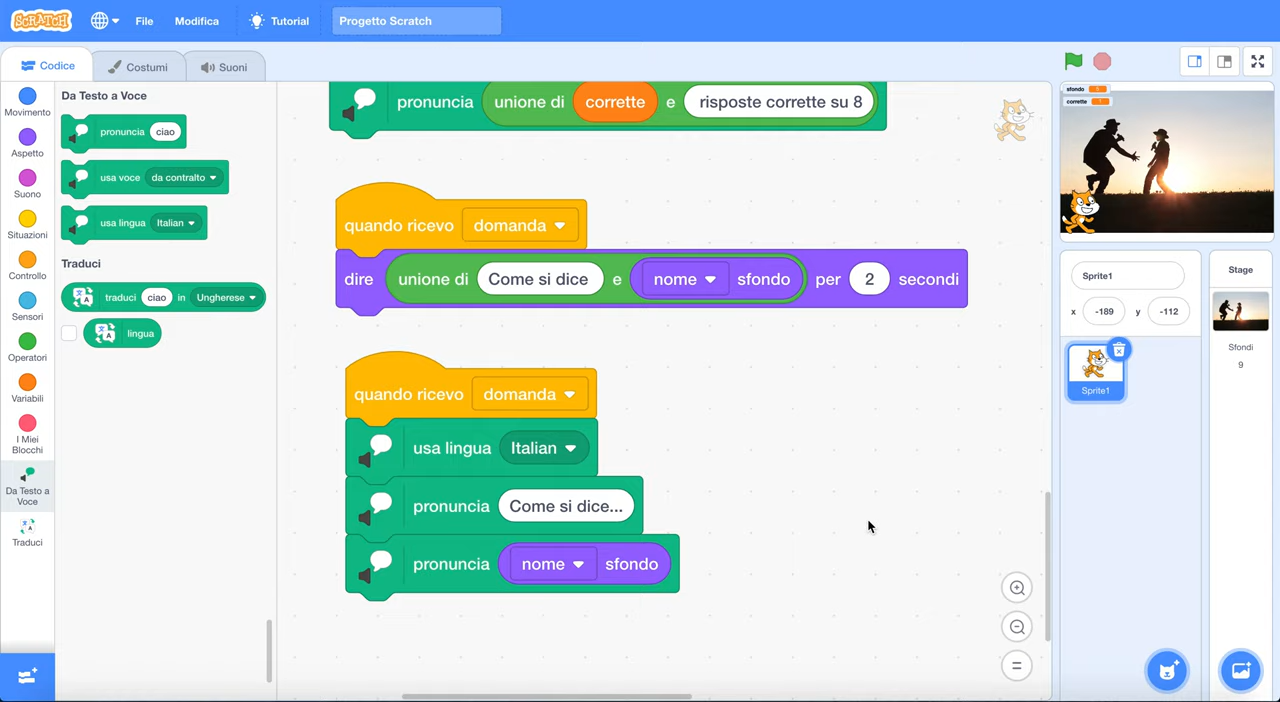 SCRATCH
File
Modifica
Tutorial
Progetto Scratch
Codice
Costumi
Suoni
Movimento
Aspetto
Suono
Situazioni
Controllo
Sensori
Operatori
Variabili
I Miei
Blocchi
Da Testo a
Voce
Traduci
Da Testo a Voce
pronuncia ciao
usa voce da contralto
usa lingua Italian
Traduci
traduci ciao in Ungherese
lingua
pronuncia unione di corrette e risposte corrette su 8
quando ricevo domanda
dire unione di Come si dice e nome sfondo per 2 secondi
quando ricevo domanda
usa lingua Italian
pronuncia Come si dice...
pronuncia nome sfondo
sfondo
corrette
Sprite1
x -189 y -112
Sprite1
Stage
Sfondi
9